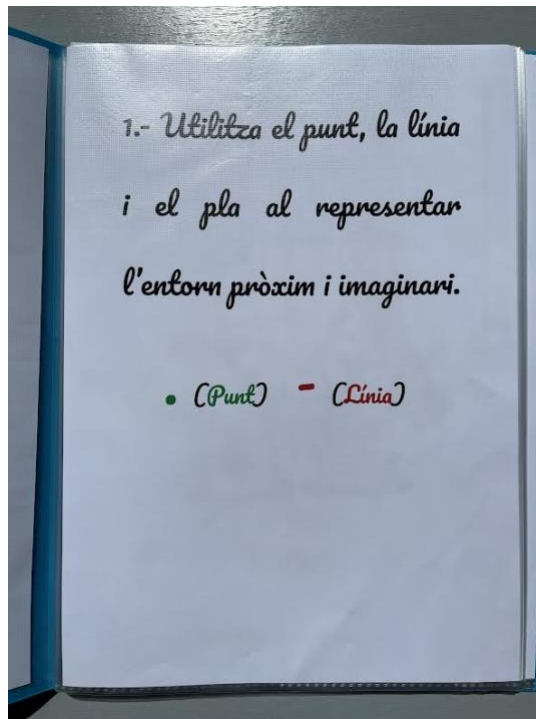 1.- Utilitza el punt, la línia
i el pla al representar
l'entorn pròxim i imaginari.
• (Punt) - (Línia)